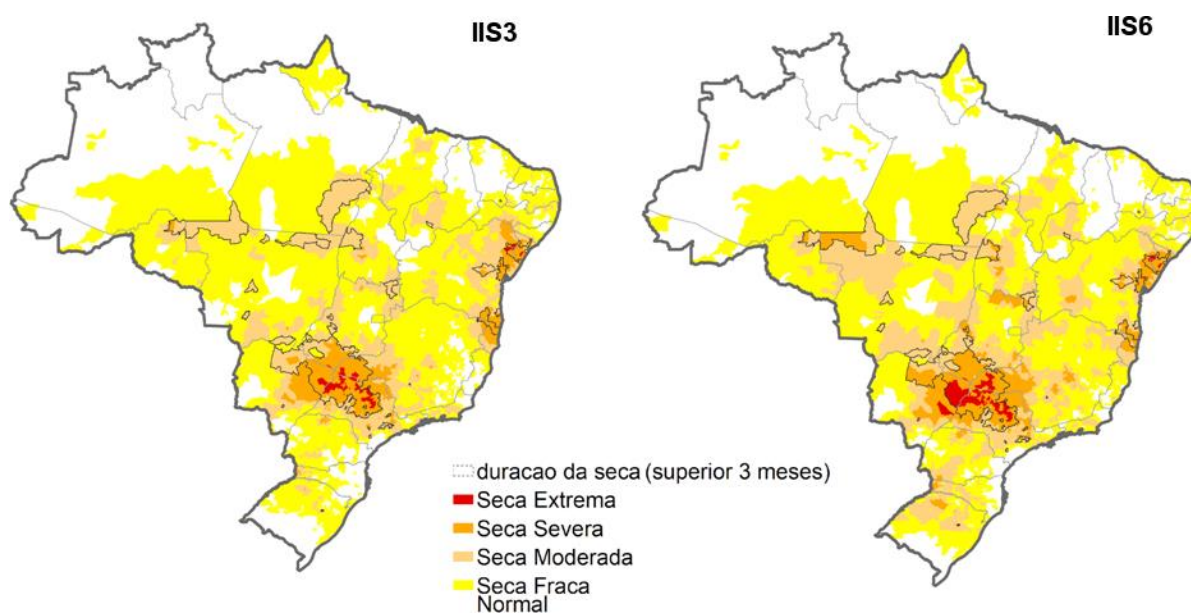 IIS3
IIS6
duracao da seca (superior 3 meses)
Seca Extrema
Seca Severa
Seca Moderada
Seca Fraca
Normal